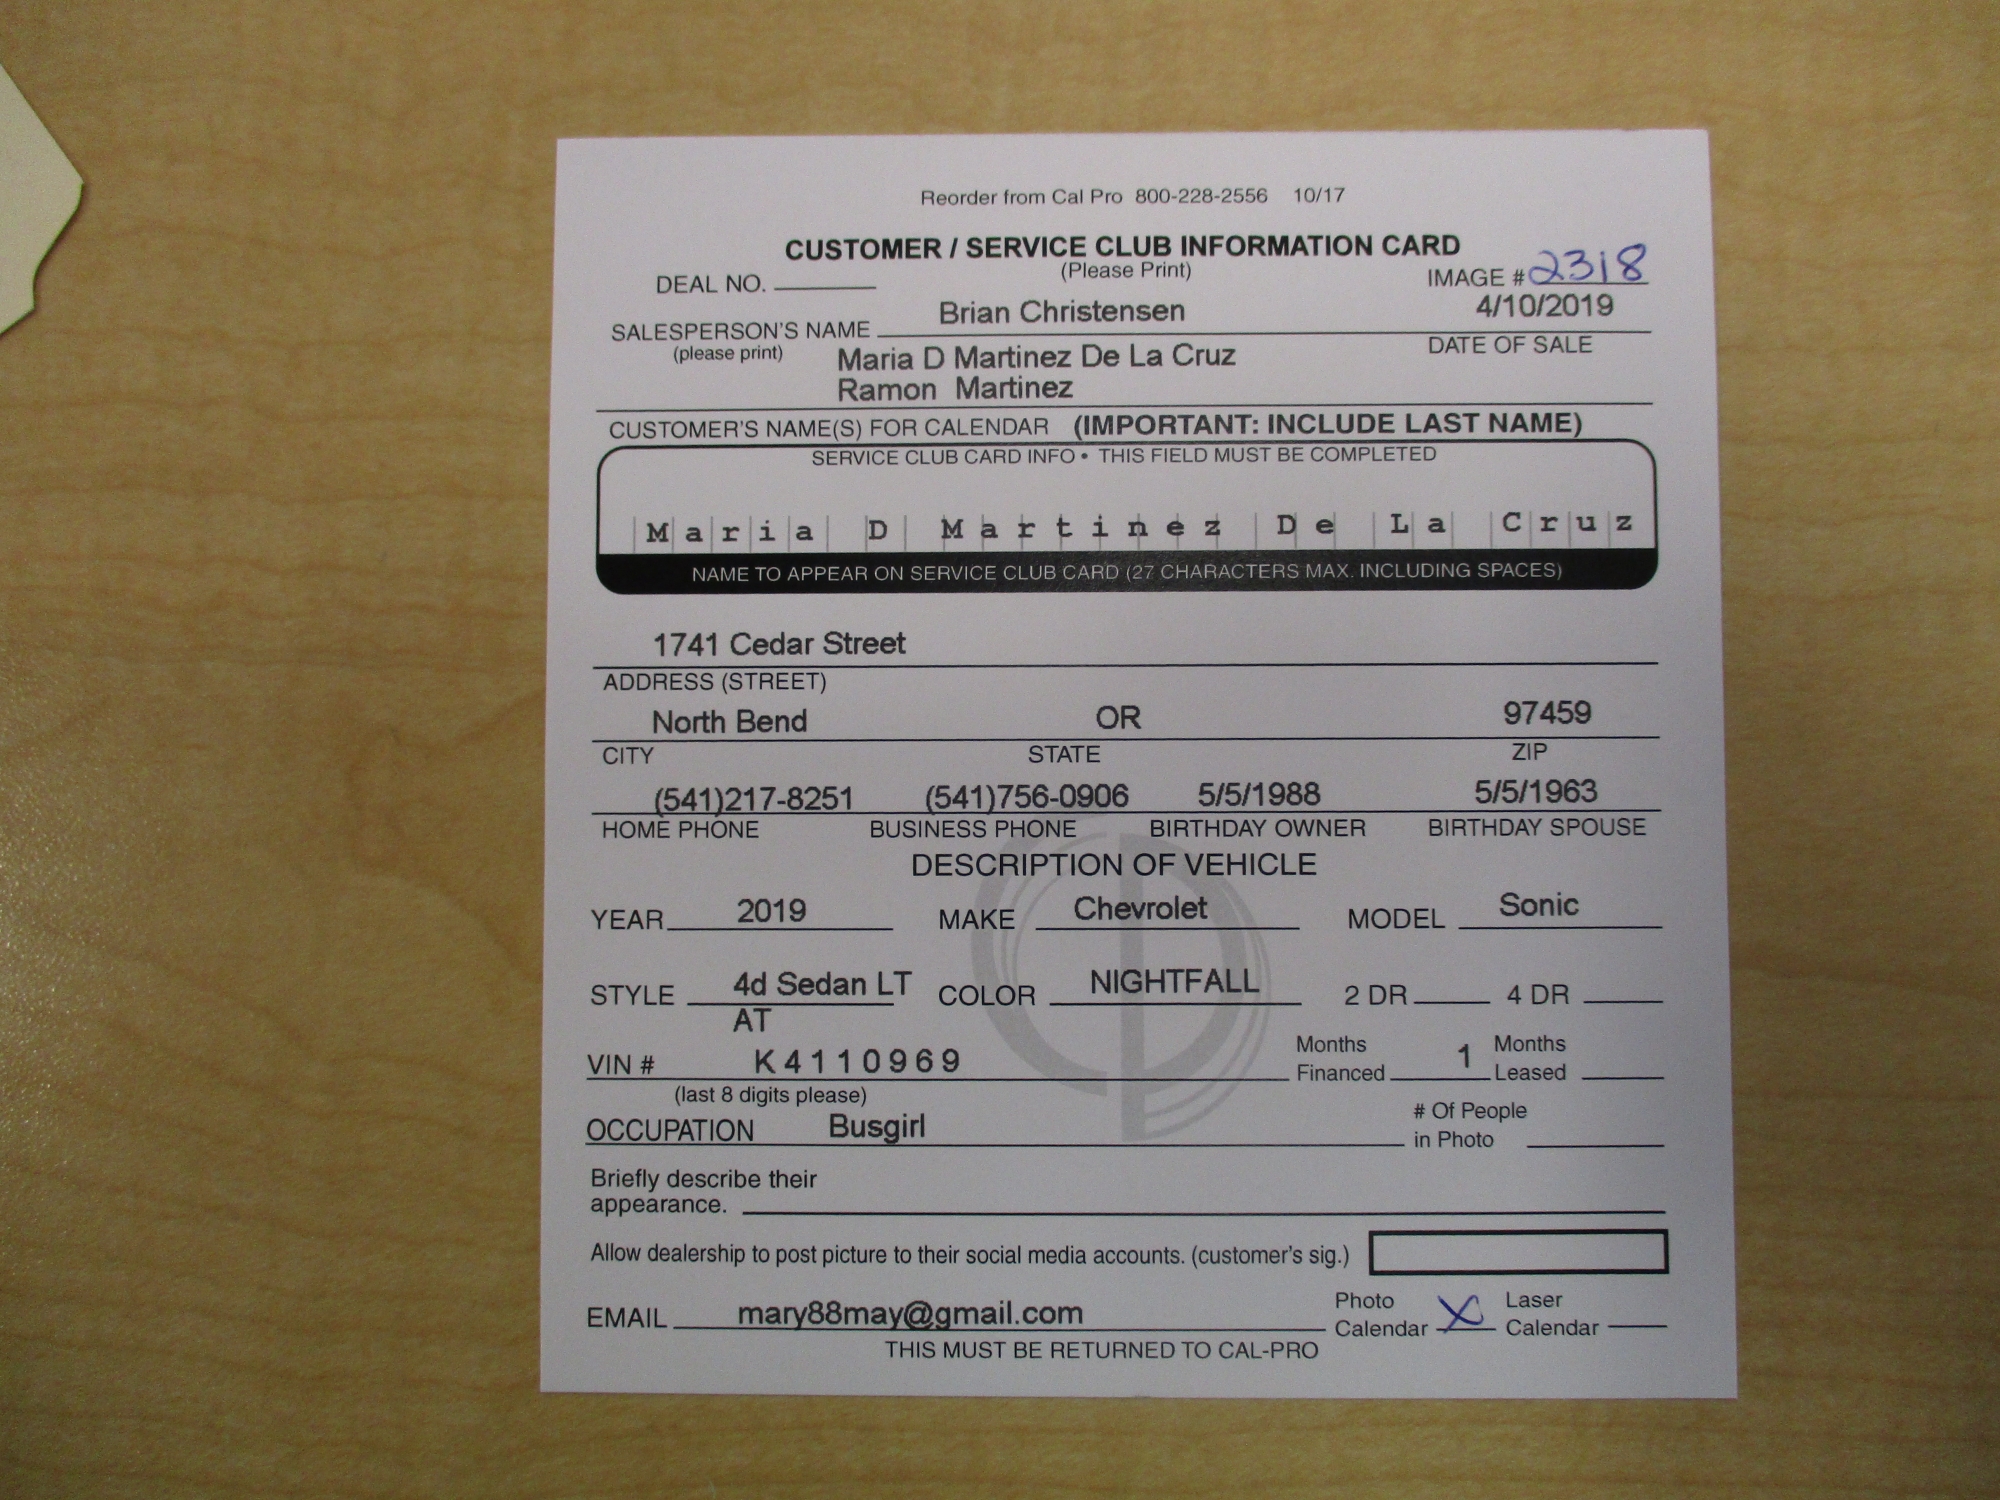 Reorder from Cal Pro 800-228-2556 10/17
CUSTOMER / SERVICE CLUB INFORMATION CARD
(Please Print)
DEAL NO. IMAGE # 2318
Brian Christensen 4/10/2019
SALESPERSON'S NAME
(please print) DATE OF SALE
Maria D Martinez De La Cruz
Ramon Martinez
CUSTOMER'S NAME(S) FOR CALENDAR (IMPORTANT: INCLUDE LAST NAME)
SERVICE CLUB CARD INFO • THIS FIELD MUST BE COMPLETED
Maria D Martinez De La Cruz
NAME TO APPEAR ON SERVICE CLUB CARD (27 CHARACTERS MAX. INCLUDING SPACES)
1741 Cedar Street
ADDRESS (STREET)
North Bend OR 97459
CITY STATE ZIP
(541)217-8251 (541)756-0906 5/5/1988 5/5/1963
HOME PHONE BUSINESS PHONE BIRTHDAY OWNER BIRTHDAY SPOUSE
DESCRIPTION OF VEHICLE
YEAR 2019 MAKE Chevrolet MODEL Sonic
STYLE 4d Sedan LT COLOR NIGHTFALL 2 DR 4 DR
AT
VIN # K4110969 Months Financed 1 Months Leased
(last 8 digits please)
OCCUPATION Busgirl # Of People in Photo
Briefly describe their
appearance.
Allow dealership to post picture to their social media accounts. (customer's sig.)
EMAIL mary88may@gmail.com Photo Calendar X Laser Calendar
THIS MUST BE RETURNED TO CAL-PRO